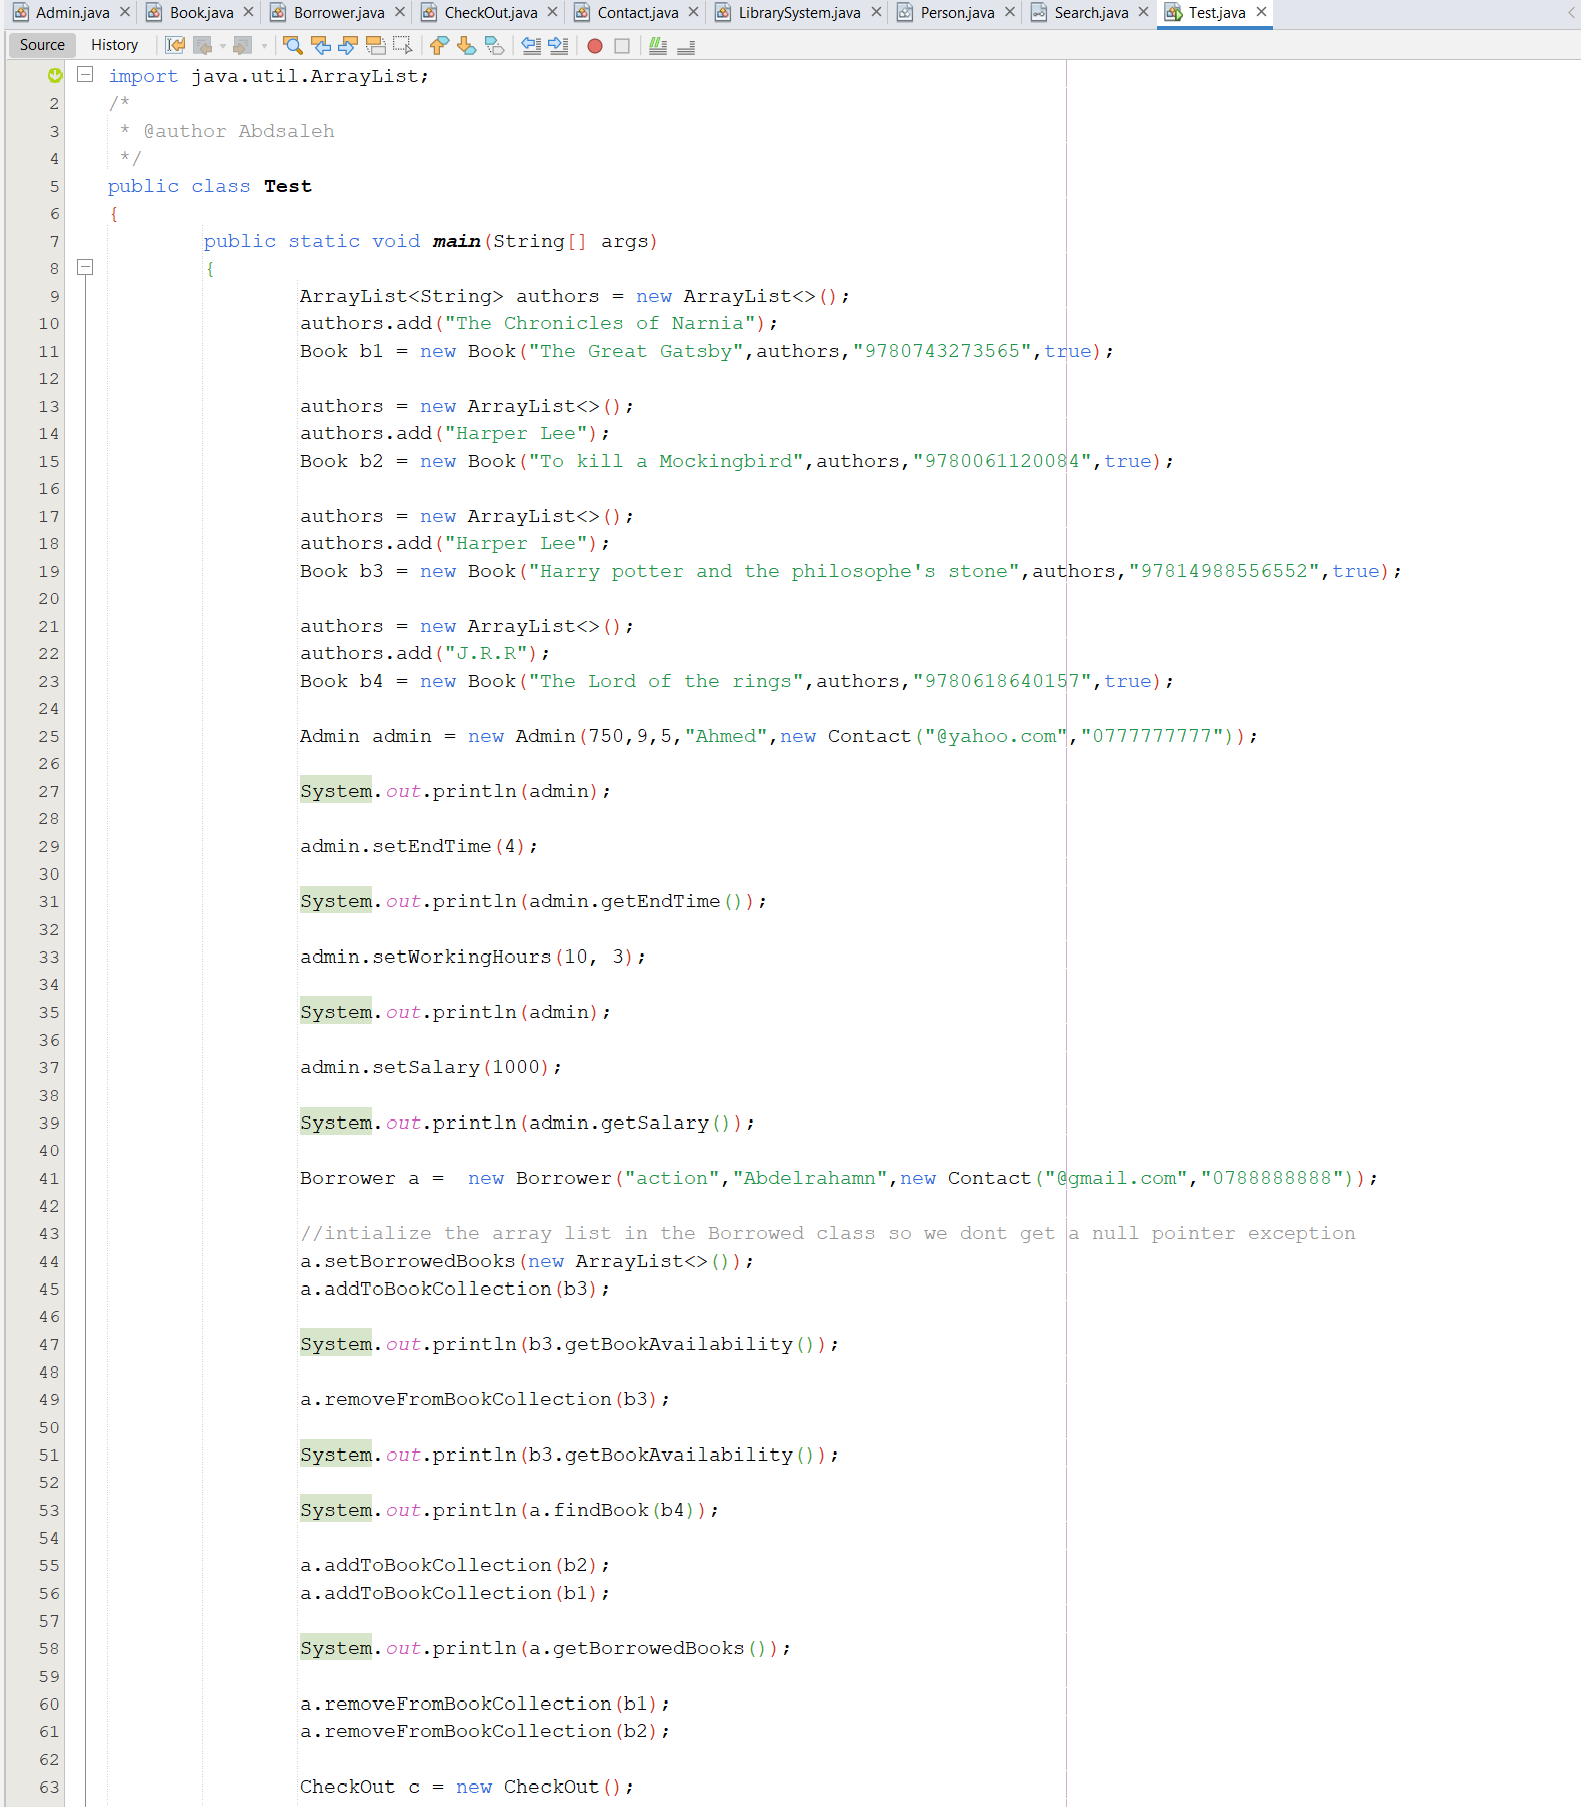 Admin.java Book.java Borrower.java CheckOut.java Contact.java LibrarySystem.java Person.java Search.java Test.java
Source History
import java.util.ArrayList;
2 /*
3 * @author Abdsaleh
4 */
5 public class Test
6 {
7 public static void main(String[] args)
8 {
9 ArrayList<String> authors = new ArrayList<>();
10 authors.add("The Chronicles of Narnia");
11 Book b1 = new Book("The Great Gatsby",authors,"9780743273565",true);
12
13 authors = new ArrayList<>();
14 authors.add("Harper Lee");
15 Book b2 = new Book("To kill a Mockingbird",authors,"9780061120084",true);
16
17 authors = new ArrayList<>();
18 authors.add("Harper Lee");
19 Book b3 = new Book("Harry potter and the philosophe's stone",authors,"97814988556552",true);
20
21 authors = new ArrayList<>();
22 authors.add("J.R.R");
23 Book b4 = new Book("The Lord of the rings",authors,"9780618640157",true);
24
25 Admin admin = new Admin(750,9,5,"Ahmed",new Contact("@yahoo.com","0777777777"));
26
27 System.out.println(admin);
28
29 admin.setEndTime(4);
30
31 System.out.println(admin.getEndTime());
32
33 admin.setWorkingHours(10, 3);
34
35 System.out.println(admin);
36
37 admin.setSalary(1000);
38
39 System.out.println(admin.getSalary());
40
41 Borrower a =  new Borrower("action","Abdelrahamn",new Contact("@gmail.com","0788888888"));
42
43 //intialize the array list in the Borrowed class so we dont get a null pointer exception
44 a.setBorrowedBooks(new ArrayList<>());
45 a.addToBookCollection(b3);
46
47 System.out.println(b3.getBookAvailability());
48
49 a.removeFromBookCollection(b3);
50
51 System.out.println(b3.getBookAvailability());
52
53 System.out.println(a.findBook(b4));
54
55 a.addToBookCollection(b2);
56 a.addToBookCollection(b1);
57
58 System.out.println(a.getBorrowedBooks());
59
60 a.removeFromBookCollection(b1);
61 a.removeFromBookCollection(b2);
62
63 CheckOut c = new CheckOut();